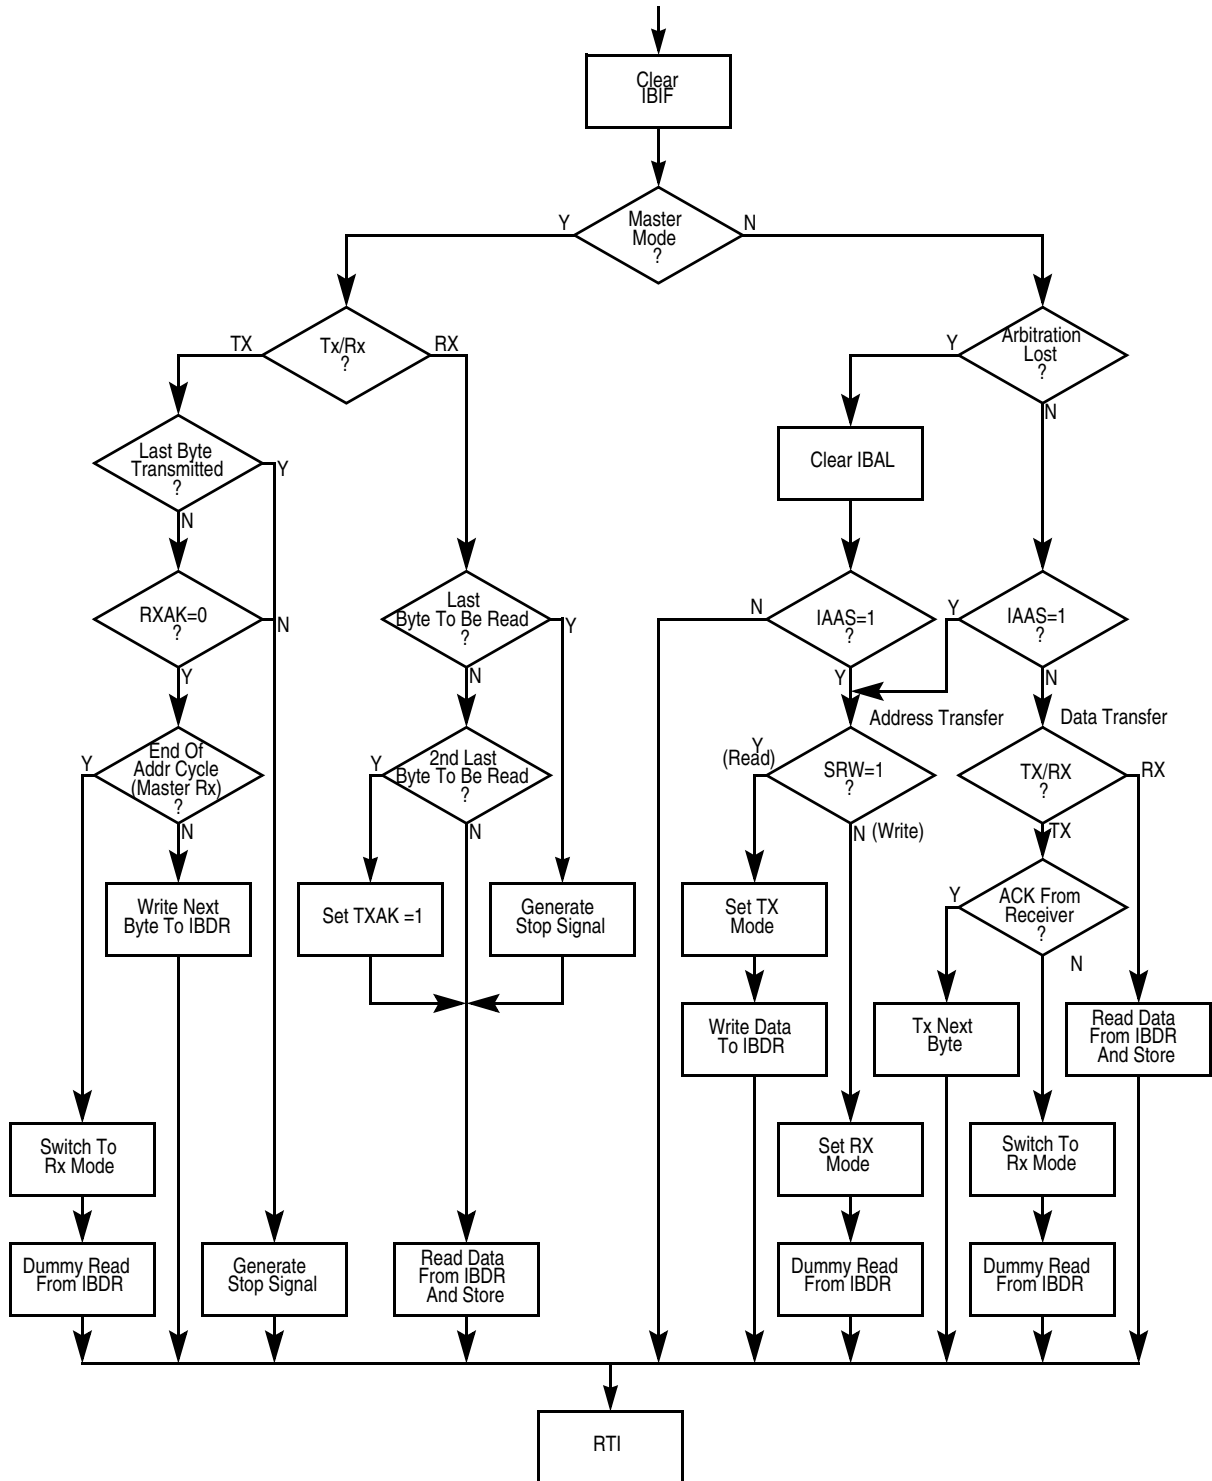 Clear
IBIF
Y
Master
Mode
?
N
TX
Tx/Rx
?
RX
Y
Arbitration
Lost
?
N
Last Byte
Transmitted
?
Y
N
Clear IBAL
RXAK=0
?
N
Y
Last
Byte To Be Read
?
Y
N
N
IAAS=1
?
Y
Y
IAAS=1
?
N
Address Transfer
Data Transfer
Y
End Of
Addr Cycle
(Master Rx)
?
N
Y
2nd Last
Byte To Be Read
?
N
Y
(Read)
SRW=1
?
N (Write)
TX/RX
?
RX
TX
Write Next
Byte To IBDR
Set TXAK =1
Generate
Stop Signal
Set TX
Mode
Y
ACK From
Receiver
?
N
Write Data
To IBDR
Tx Next
Byte
Read Data
From IBDR
And Store
Switch To
Rx Mode
Set RX
Mode
Switch To
Rx Mode
Dummy Read
From IBDR
Generate
Stop Signal
Read Data
From IBDR
And Store
Dummy Read
From IBDR
Dummy Read
From IBDR
RTI